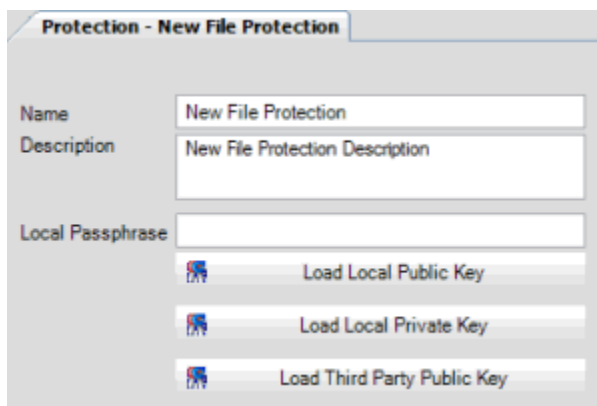 Protection - New File Protection
Name New File Protection
Description New File Protection Description
Local Passphrase
Load Local Public Key
Load Local Private Key
Load Third Party Public Key